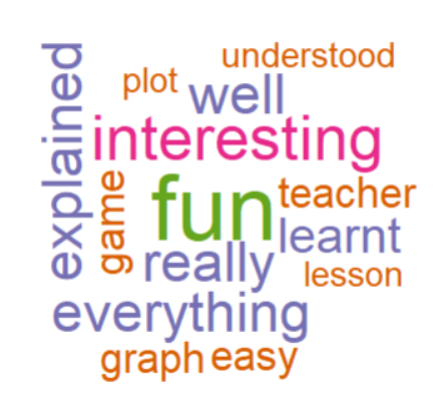 understood
plot
well
explained
interesting
game
fun
teacher
learnt
really
lesson
everything
graph
easy